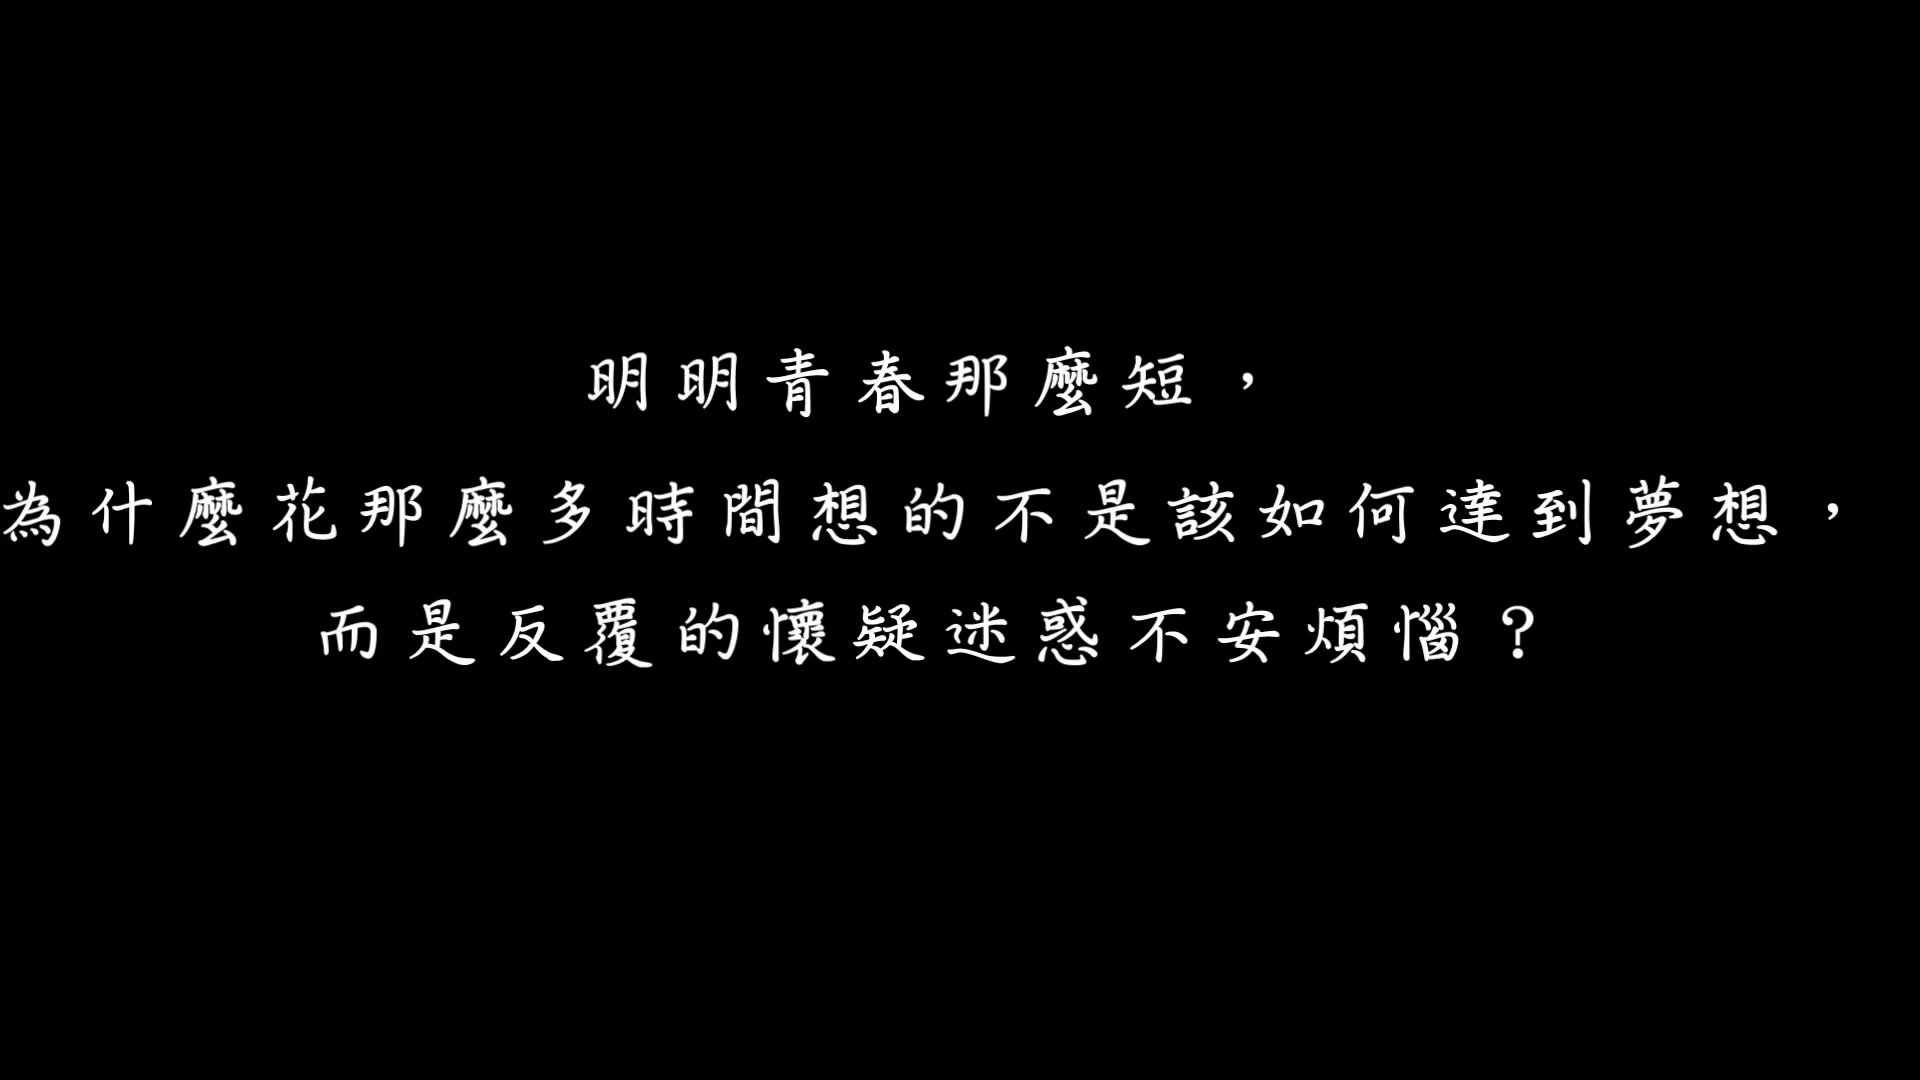 明明青春那麼短，
為什麼花那麼多時間想的不是該如何達到夢想，
而是反覆的懷疑迷惑不安煩惱？